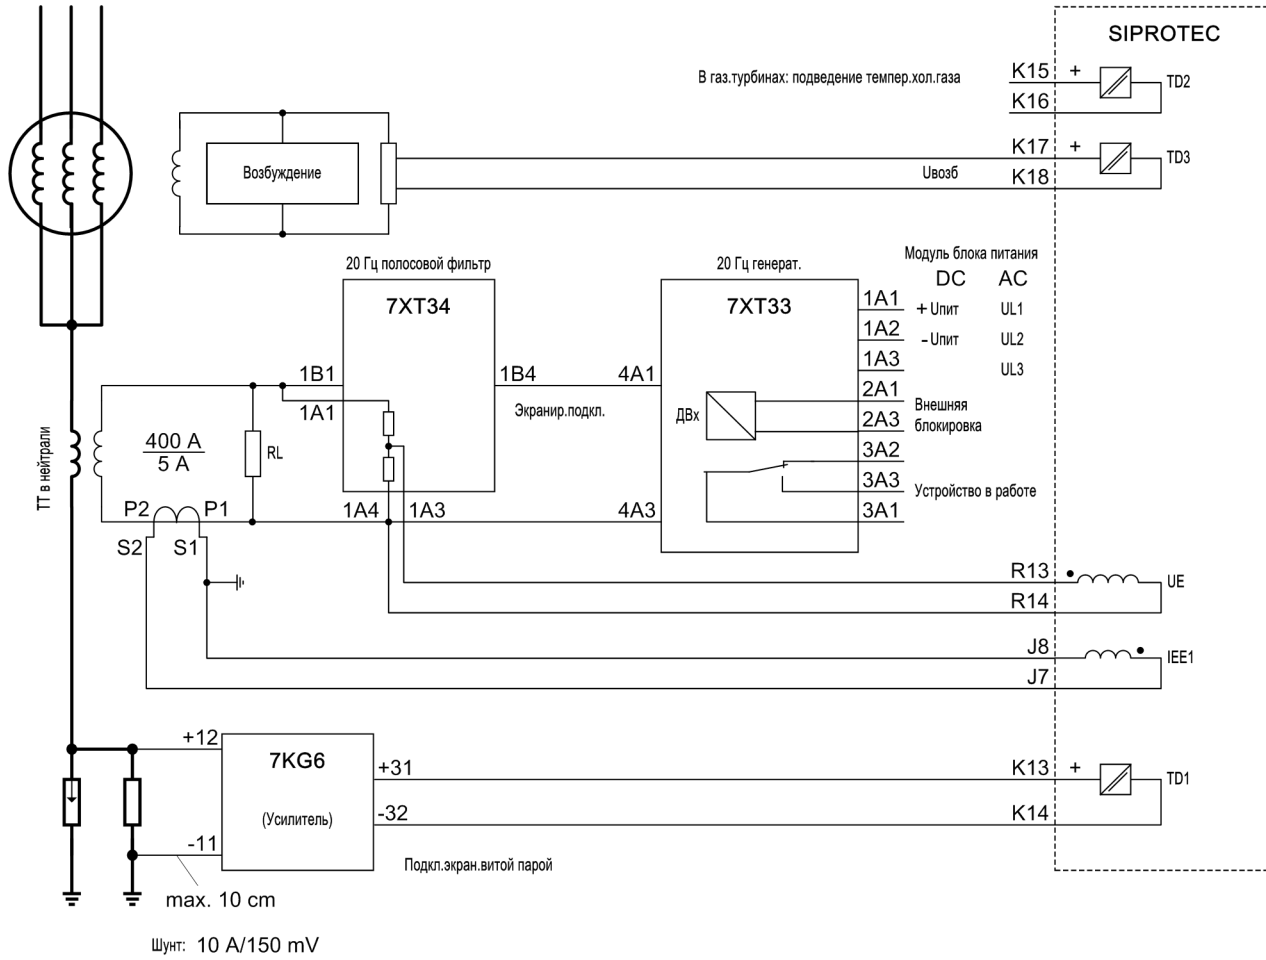 SIPROTEC
В газ.турбинах: подведение темпер.хол.газа
K15 +
TD2
K16
K17 +
TD3
Uвозб
K18
Возбуждение
20 Гц полосовой фильтр
7XT34
20 Гц генерат.
7XT33
Модуль блока питания
DC AC
1A1 + Uпит UL1
1A2 - Uпит UL2
1A3 UL3
1B1
1A1
1B4
4A1
Экранир.подкл.
ДВх
2A1
2A3
Внешняя
блокировка
3A2
3A3
Устройство в работе
3A1
ТТ в нейтрали
400 A
5 A
RL
P2 P1
S2 S1
1A4 1A3
4A3
R13
UE
R14
J8
IEE1
J7
+12
7KG6
(Усилитель)
-11
+31
-32
K13 +
TD1
K14
Подкл.экран.витой парой
max. 10 cm
Шунт: 10 A/150 mV